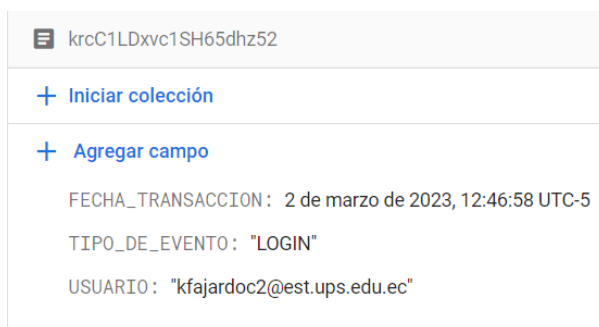 krcC1LDxvc1SH65dhz52
+ Iniciar colección
+ Agregar campo
FECHA_TRANSACCION: 2 de marzo de 2023, 12:46:58 UTC-5
TIPO_DE_EVENTO: "LOGIN"
USUARIO: "kfajardoc2@est.ups.edu.ec"